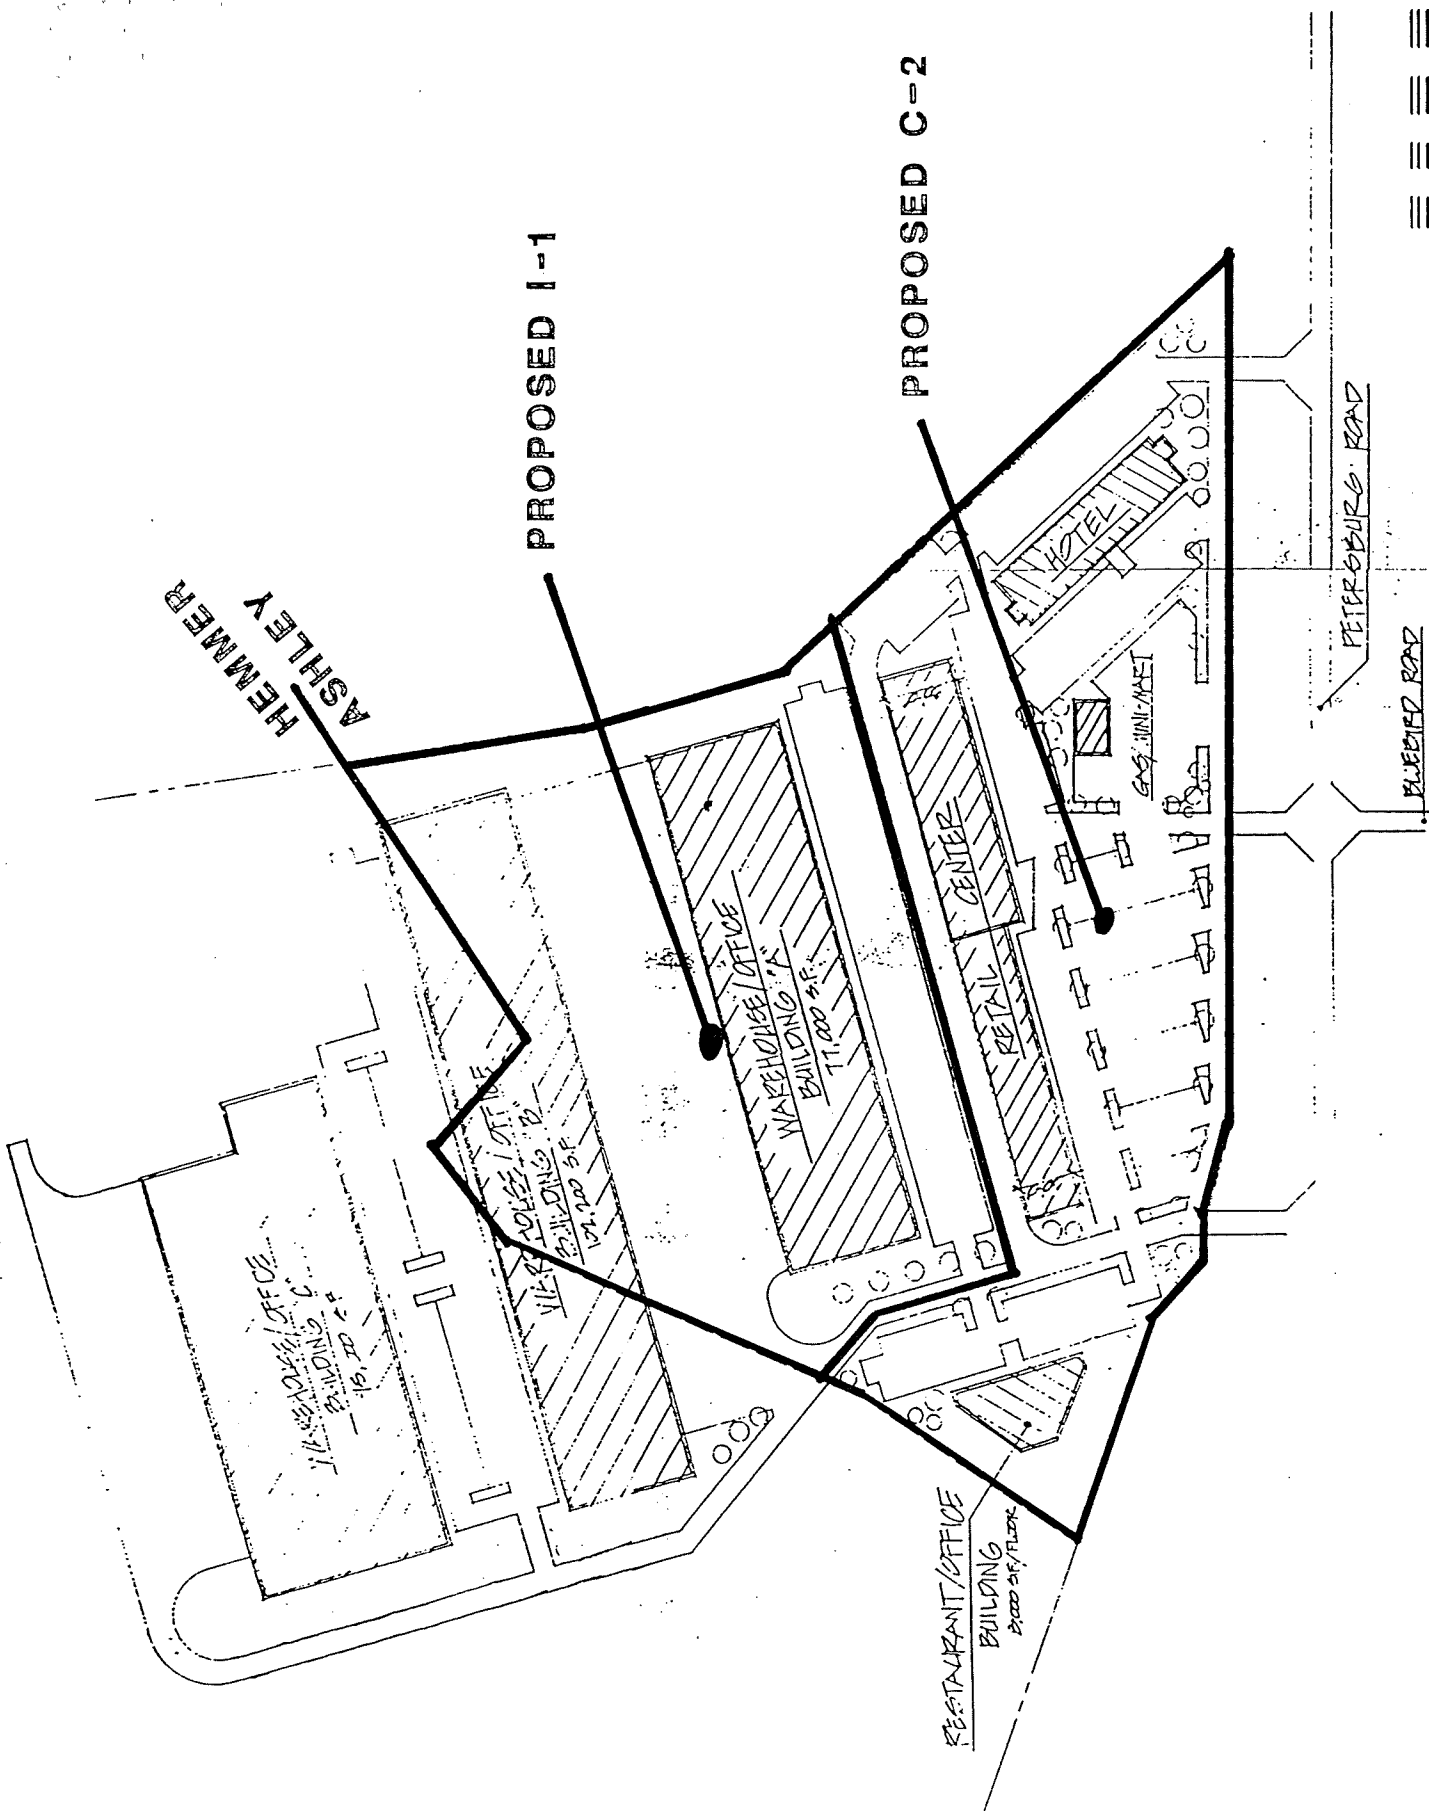 HEMMER
ASHLEY
PROPOSED I-1
PROPOSED C-2
WAREHOUSE/OFFICE
BUILDING "C"
WAREHOUSE/OFFICE
BUILDING "B"
S.F.
WAREHOUSE/OFFICE
BUILDING "A"
77,000 S.F.
RETAIL CENTER
HOTEL
GAS/MINI-MART
RESTAURANT/OFFICE
BUILDING
S.F./FLOOR
PETERSBURG ROAD
BLUEBIRD ROAD